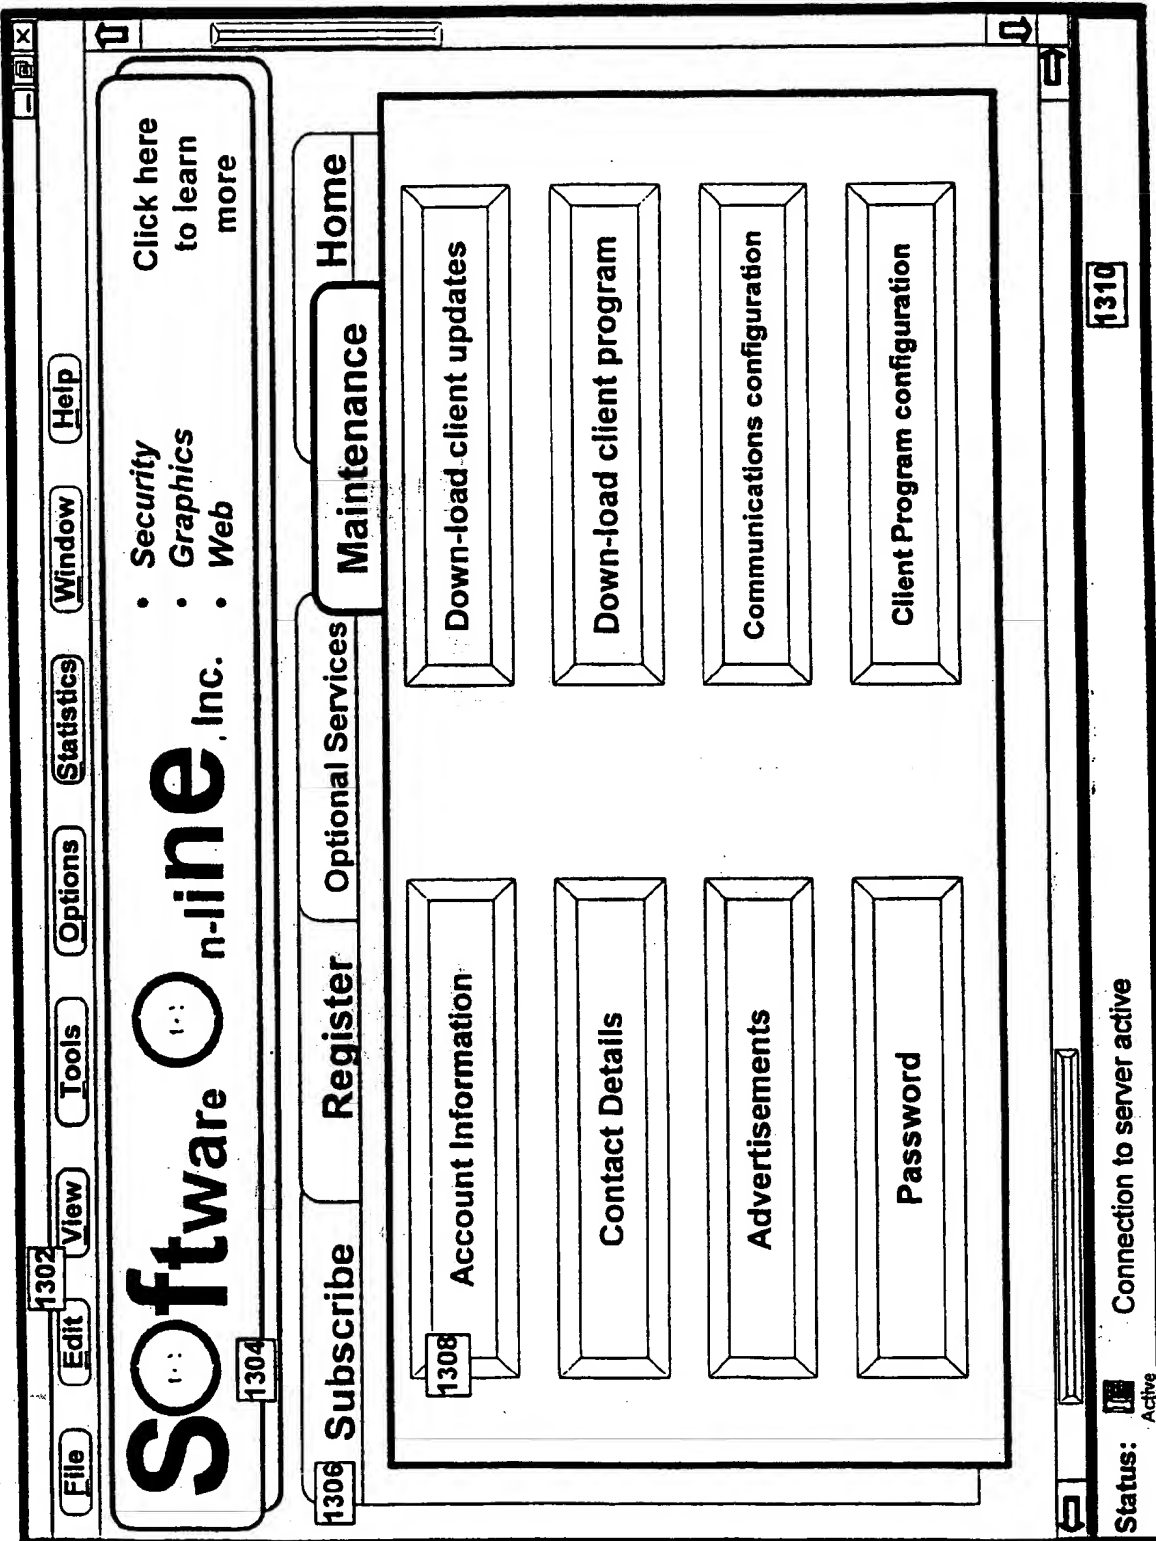 1302
File Edit View Tools Options Statistics Window Help
Software On-line, Inc.
• Security
• Graphics
• Web
Click here
to learn
more
1304
1306
Subscribe Register Optional Services Maintenance Home
1308
Account Information
Down-load client updates
Contact Details
Down-load client program
Advertisements
Communications configuration
Password
Client Program configuration
Status: Active Connection to server active
1310